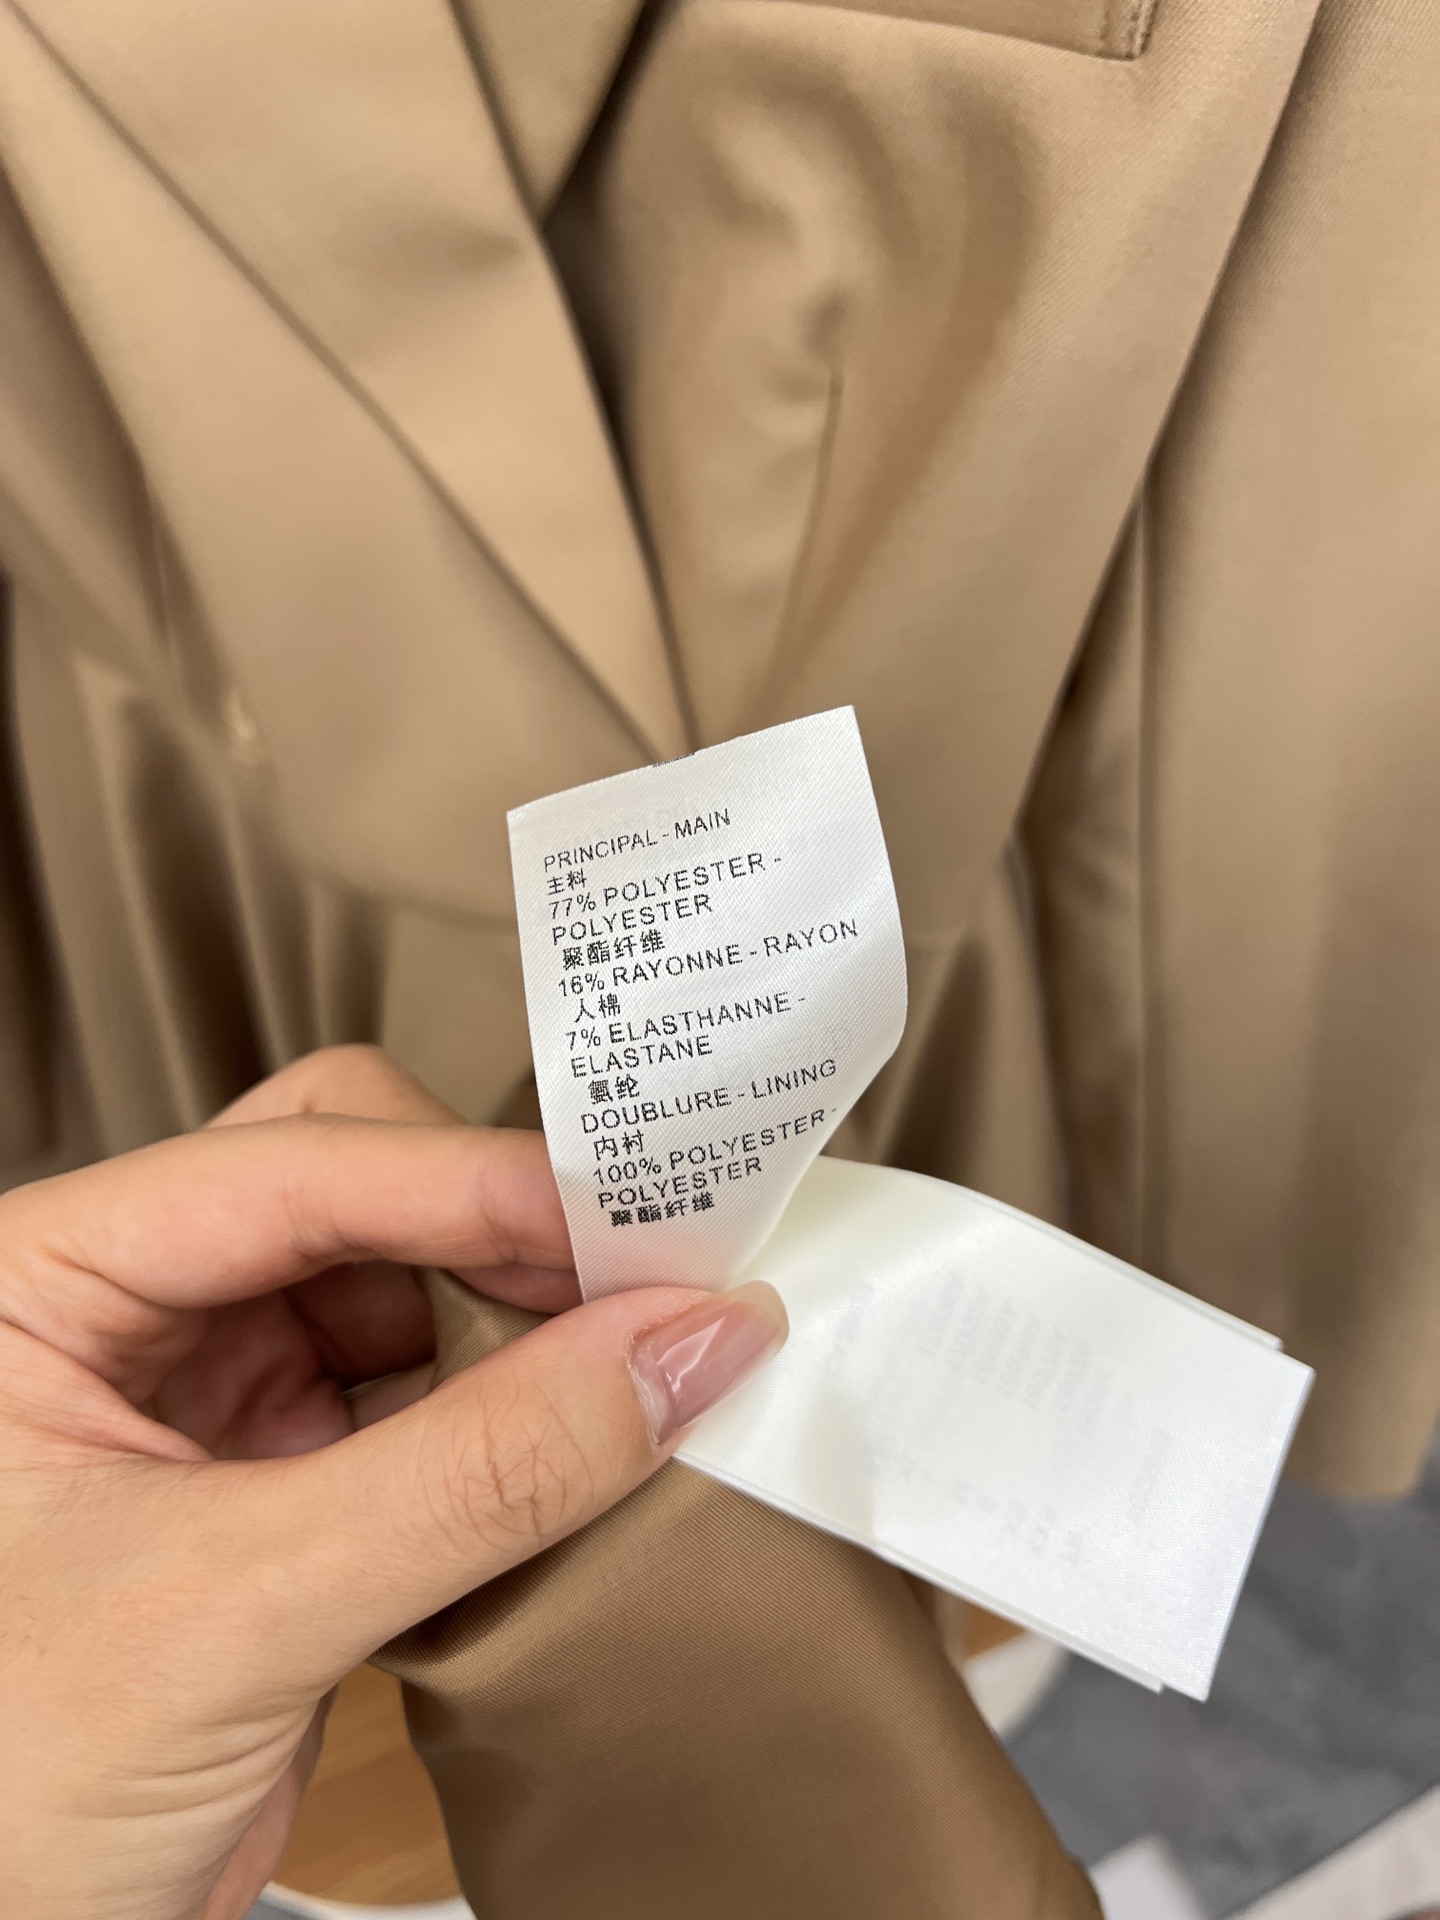 PRINCIPAL - MAIN
主料
77% POLYESTER -
POLYESTER
聚酯纤维
16% RAYONNE - RAYON
人棉
7% ELASTHANNE -
ELASTANE
氨纶
DOUBLURE - LINING
内衬
100% POLYESTER -
POLYESTER
聚酯纤维